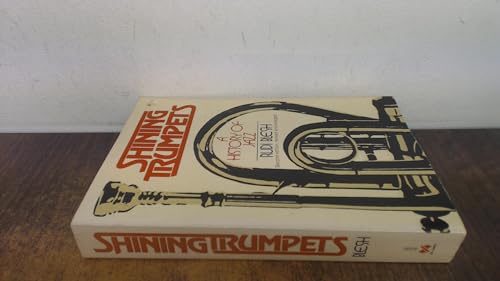 SHINING
TRUMPETS
A
HISTORY OF
JAZZ
RUDI BLESH
SHINING TRUMPETS
BLESH